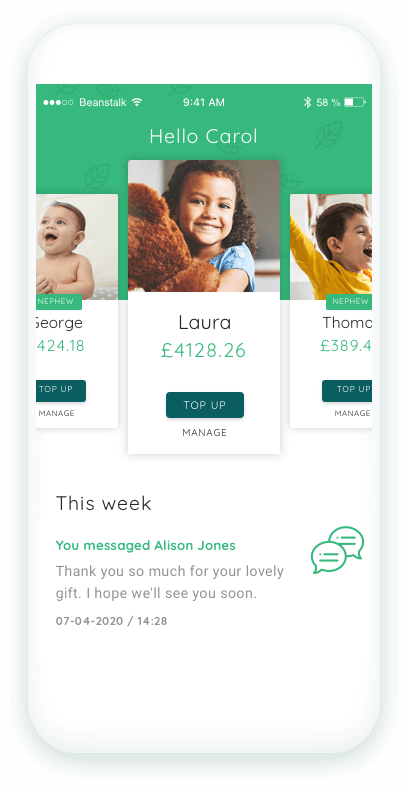 Beanstalk 9:41 AM 58 %
Hello Carol
NEPHEW
NEPHEW
George
Laura
Thoma
424.18
£4128.26
£389.4
TOP UP
TOP UP
TOP UP
MANAGE
MANAGE
MANAGE
This week
You messaged Alison Jones
Thank you so much for your lovely
gift. I hope we'll see you soon.
07-04-2020 / 14:28